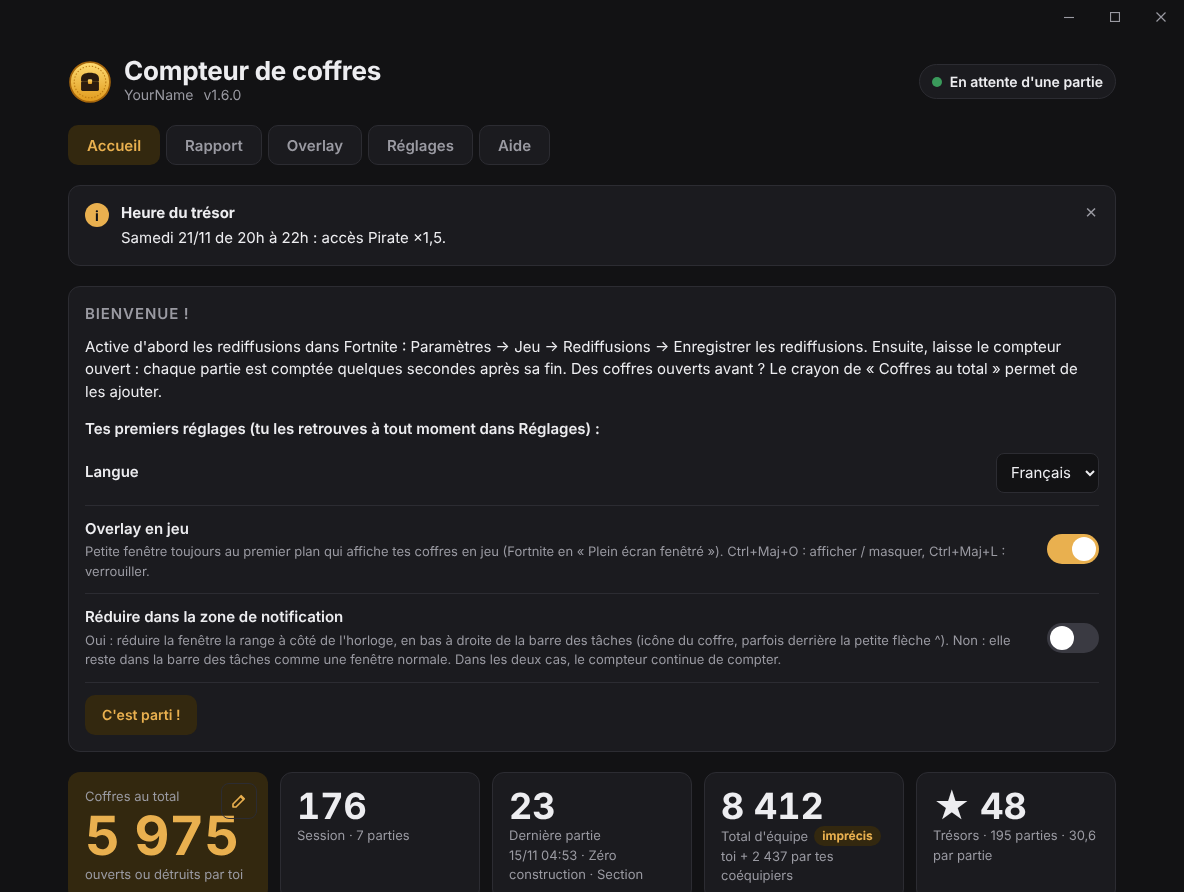 Compteur de coffres
YourName v1.6.0
En attente d'une partie
Accueil
Rapport
Overlay
Réglages
Aide
i
Heure du trésor
Samedi 21/11 de 20h à 22h : accès Pirate ×1,5.
BIENVENUE !
Active d'abord les rediffusions dans Fortnite : Paramètres → Jeu → Rediffusions → Enregistrer les rediffusions. Ensuite, laisse le compteur
ouvert : chaque partie est comptée quelques secondes après sa fin. Des coffres ouverts avant ? Le crayon de « Coffres au total » permet de
les ajouter.
Tes premiers réglages (tu les retrouves à tout moment dans Réglages) :
Langue
Français
Overlay en jeu
Petite fenêtre toujours au premier plan qui affiche tes coffres en jeu (Fortnite en « Plein écran fenêtré »). Ctrl+Maj+O : afficher / masquer, Ctrl+Maj+L :
verrouiller.
Réduire dans la zone de notification
Oui : réduire la fenêtre la range à côté de l'horloge, en bas à droite de la barre des tâches (icône du coffre, parfois derrière la petite flèche ^). Non : elle
reste dans la barre des tâches comme une fenêtre normale. Dans les deux cas, le compteur continue de compter.
C'est parti !
Coffres au total
5 975
ouverts ou détruits par toi
176
Session · 7 parties
23
Dernière partie
15/11 04:53 · Zéro
construction · Section
8 412
Total d'équipe imprécis
toi + 2 437 par tes
coéquipiers
★ 48
Trésors · 195 parties · 30,6
par partie